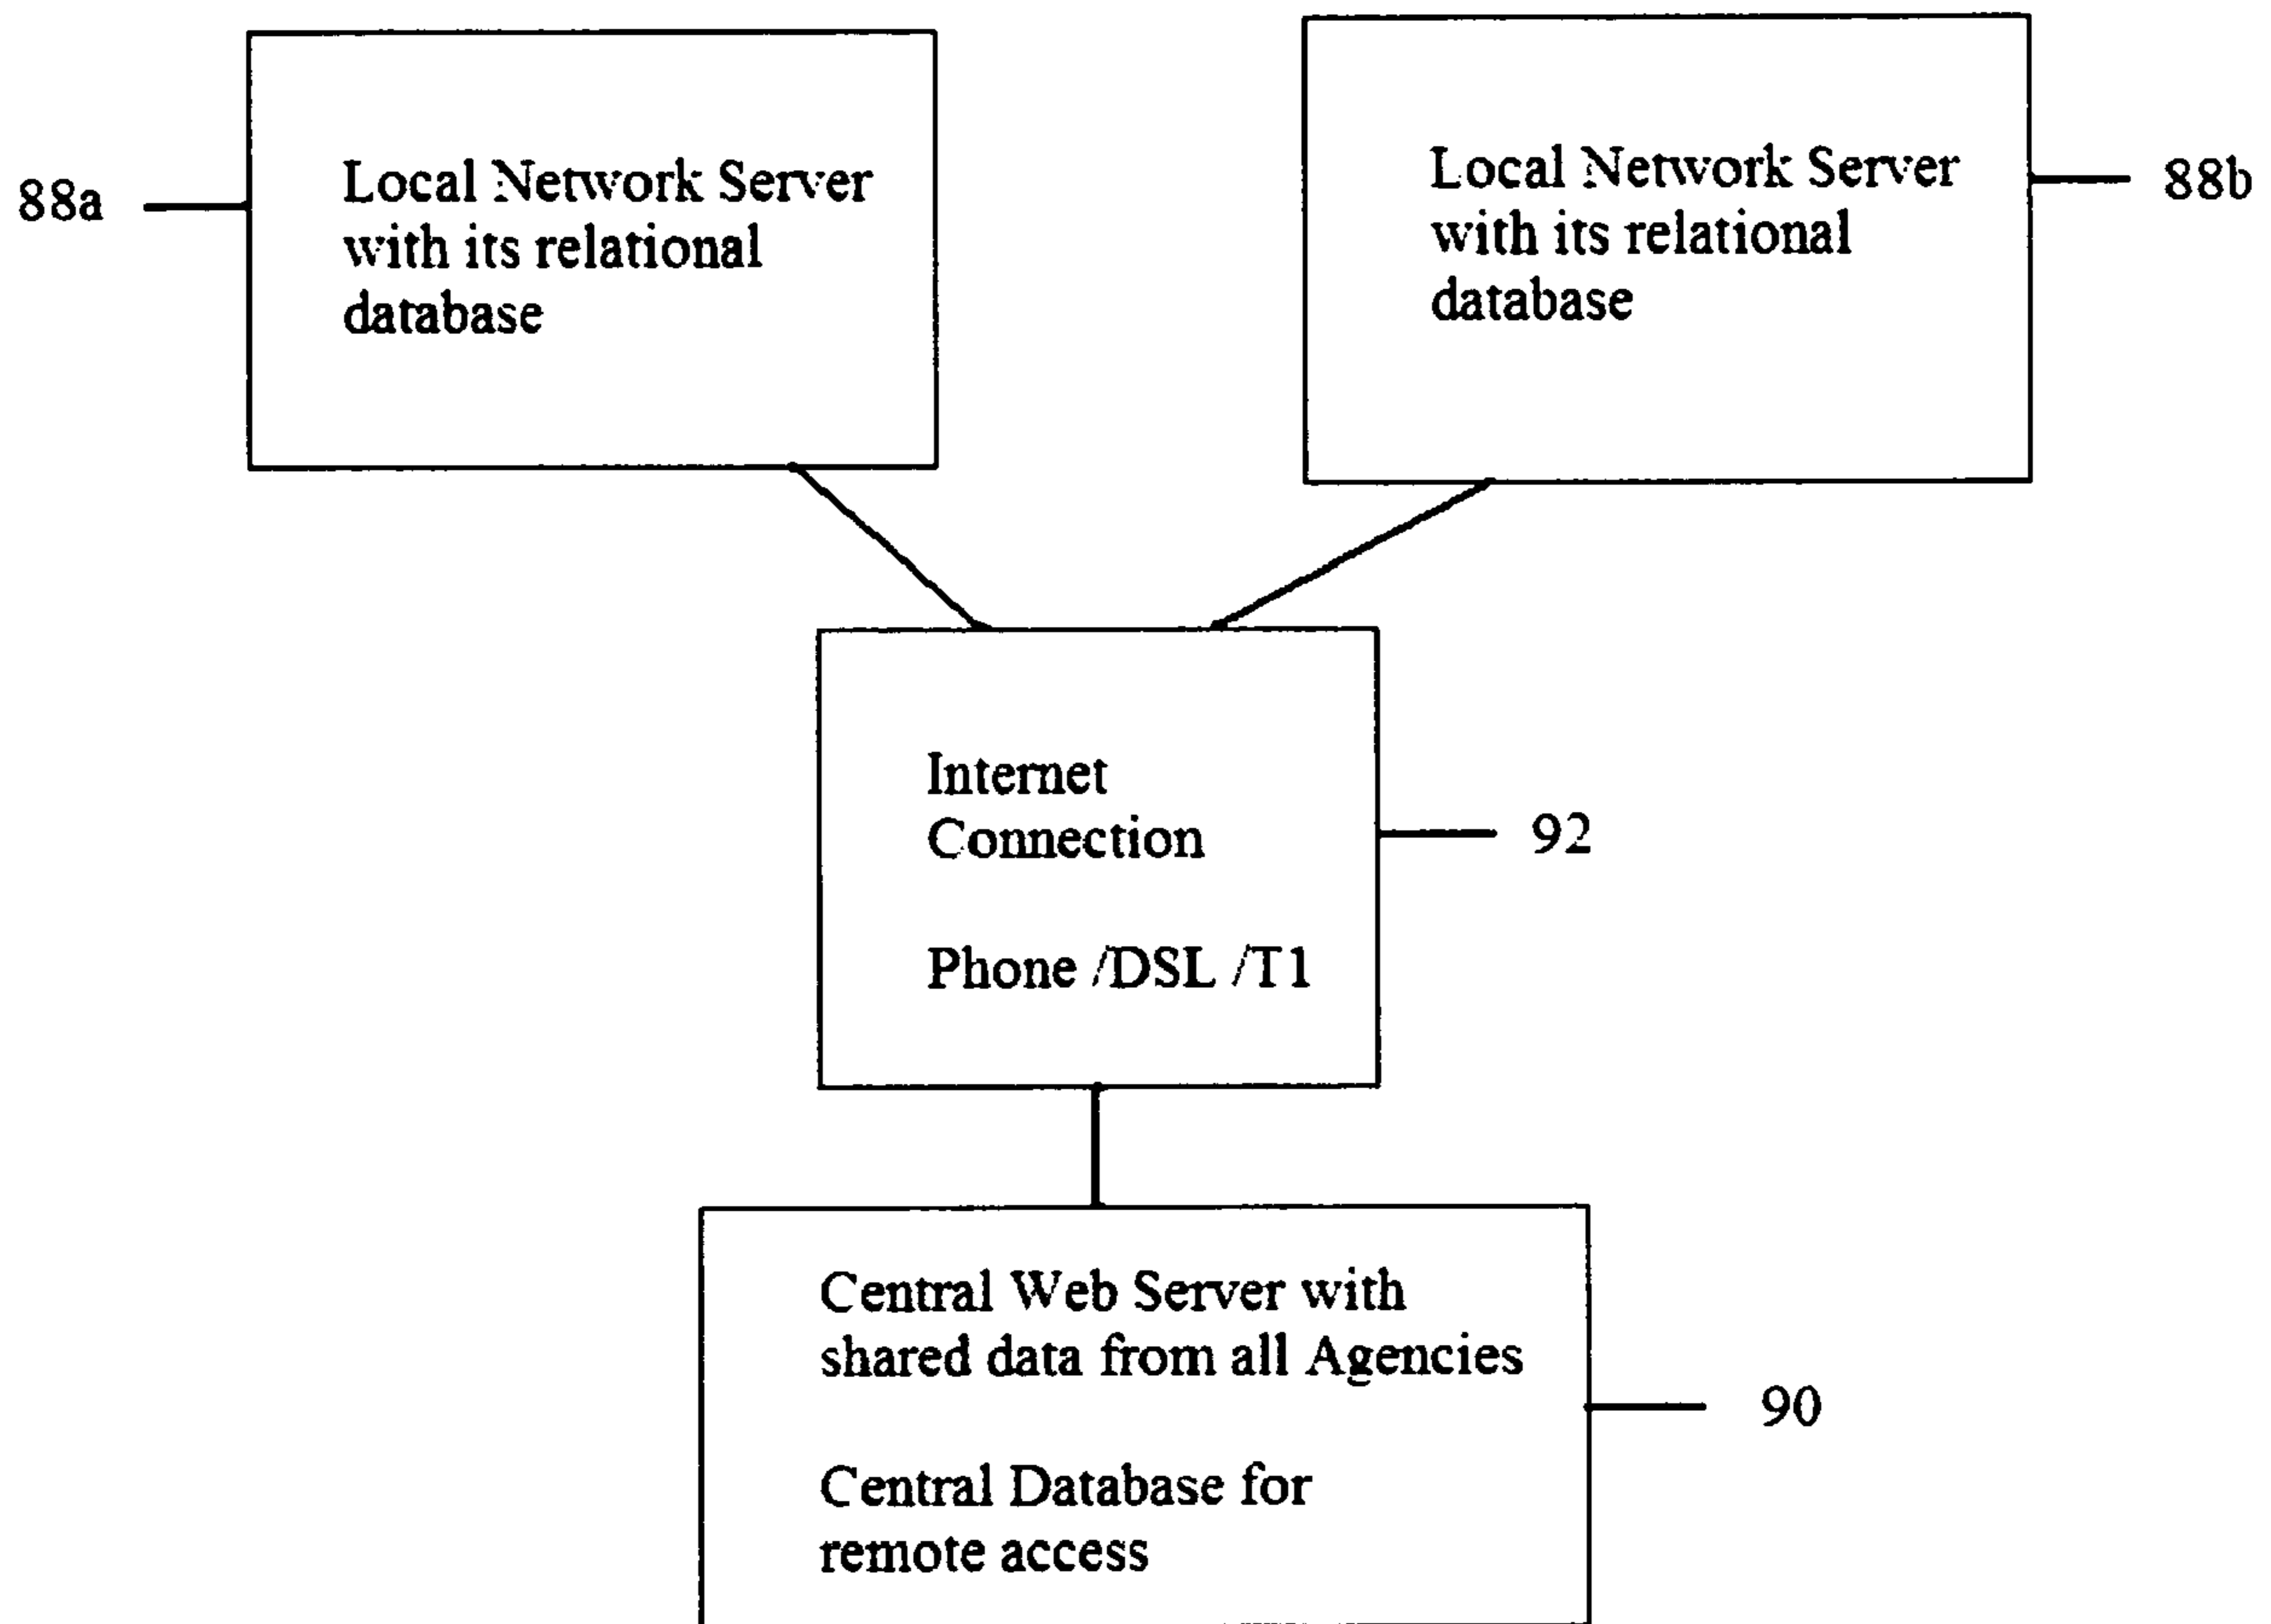 88a
Local Network Server
with its relational
database
Local Network Server
with its relational
database
88b
Internet
Connection
Phone /DSL /T1
92
Central Web Server with
shared data from all Agencies
Central Database for
remote access
90